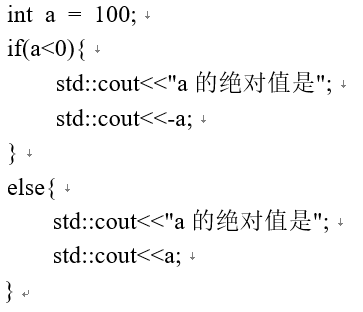 int a = 100;
if(a<0){
std::cout<<"a 的绝对值是";
std::cout<<-a;
}
else{
std::cout<<"a 的绝对值是";
std::cout<<a;
}